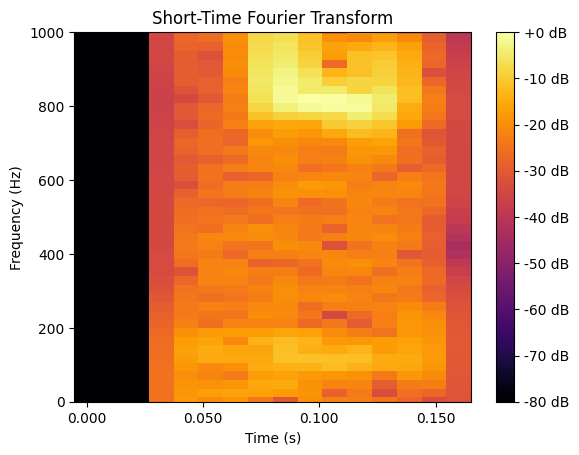 Short-Time Fourier Transform
Frequency (Hz)
1000
800
600
400
200
0
0.000
0.050
0.100
0.150
Time (s)
+0 dB
-10 dB
-20 dB
-30 dB
-40 dB
-50 dB
-60 dB
-70 dB
-80 dB